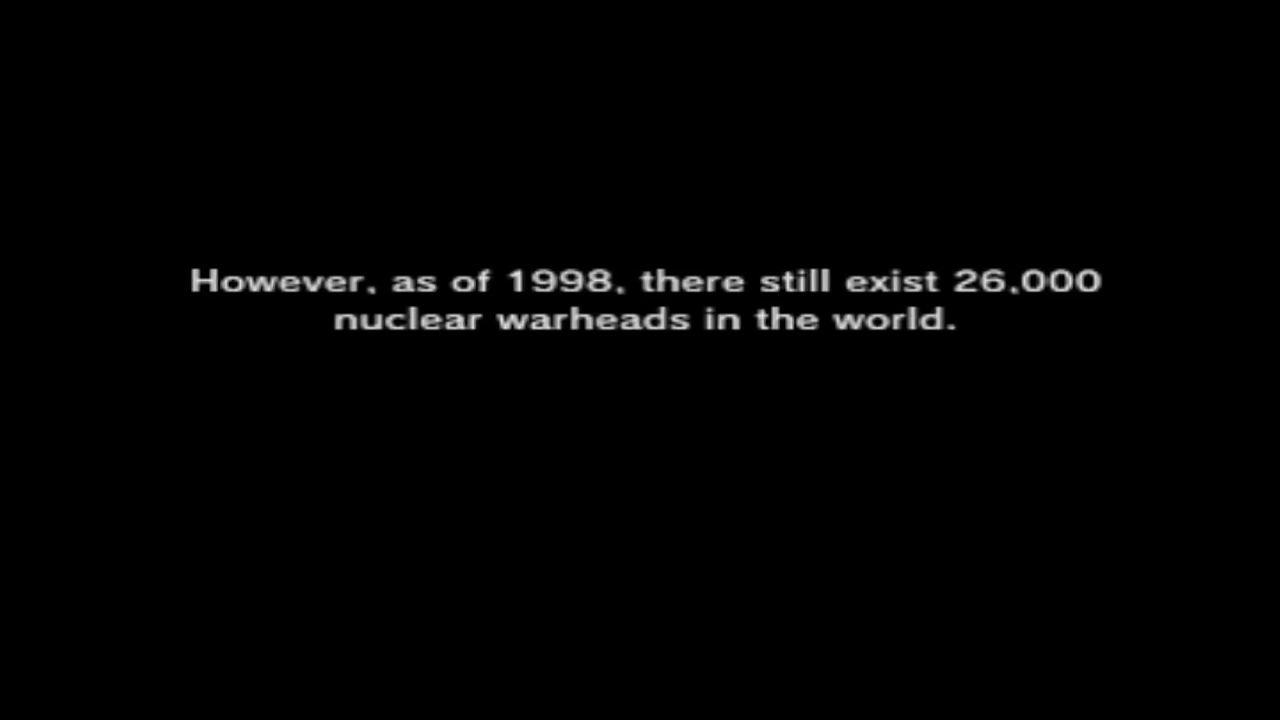 However, as of 1998, there still exist 26,000
nuclear warheads in the world.